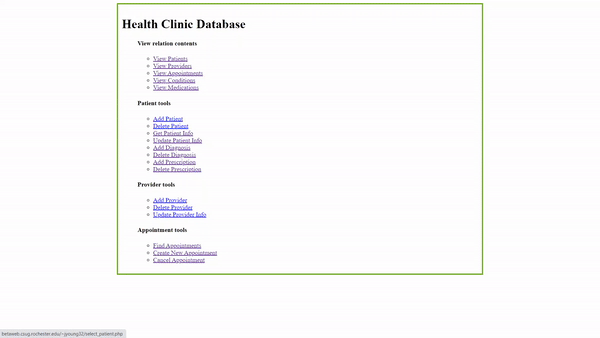 Health Clinic Database
View relation contents
View Patients
View Providers
View Appointments
View Conditions
View Medications
Patient tools
Add Patient
Delete Patient
Get Patient Info
Update Patient Info
Add Diagnosis
Delete Diagnosis
Add Prescription
Delete Prescription
Provider tools
Add Provider
Delete Provider
Update Provider Info
Appointment tools
Find Appointments
Create New Appointment
Cancel Appointment
betaweb.csug.rochester.edu/~jyoung22/select_patient.php